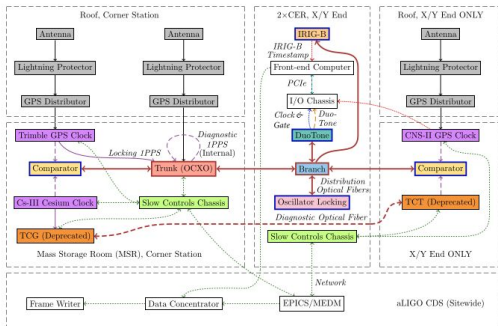 Roof, Corner Station
2×CER, X/Y End
Roof, X/Y End ONLY
Antenna
Antenna
IRIG-B
Antenna
IRIG-B
Timestamp
Lightning Protector
Lightning Protector
Front-end Computer
Lightning Protector
PCIe
GPS Distributor
GPS Distributor
I/O Chassis
GPS Distributor
Clock &
Gate
Duo-
Tone
Trimble GPS Clock
Diagnostic
1PPS
(Internal)
DuoTone
CNS-II GPS Clock
Locking 1PPS
Comparator
Trunk (OCXO)
Branch
Comparator
Distribution
Optical Fibers
Cs-III Cesium Clock
Slow Controls Chassis
Oscillator Locking
TCT (Deprecated)
Diagnostic Optical Fiber
TCG (Deprecated)
Slow Controls Chassis
Mass Storage Room (MSR), Corner Station
X/Y End ONLY
Network
Frame Writer
Data Concentrator
EPICS/MEDM
aLIGO CDS (Sitewide)